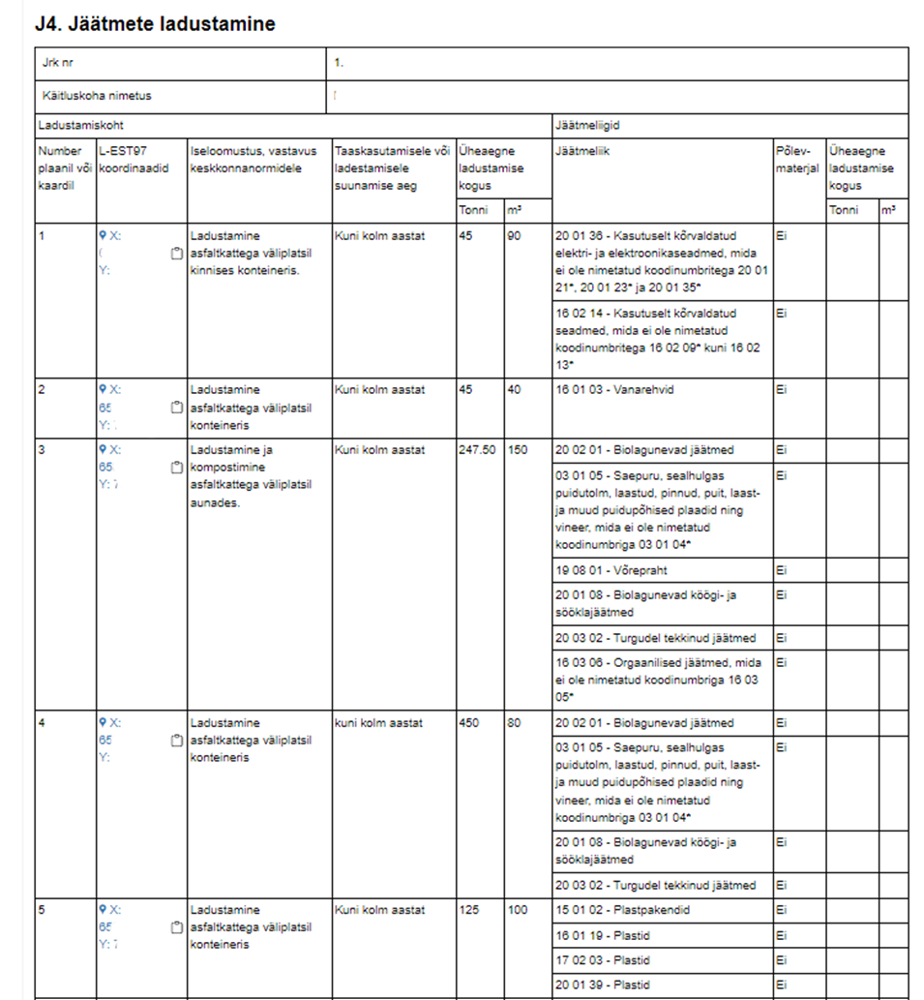 J4. Jäätmete ladustamine
Jrk nr
1.
Käitluskoha nimetus
Ladustamiskoht
Jäätmeliigid
Number
plaanil või
kaardil
L-EST97
koordinaadid
Iseloomustus, vastavus
keskkonnanormidele
Taaskasutamisele või
ladestamisele
suunamise aeg
Üheaegne
ladustamise
kogus
Jäätmeliik
Põlev-
materjal
Üheaegne
ladustamise
kogus
Tonni
m³
Tonni
m³
1
X:
Y:
Ladustamine
asfaltkattega väliplatsil
kinnises konteineris.
Kuni kolm aastat
45
90
20 01 36 - Kasutuselt kõrvaldatud
elektri- ja elektroonikaseadmed, mida
ei ole nimetatud koodinumbritega 20 01
21*, 20 01 23* ja 20 01 35*
Ei
16 02 14 - Kasutuselt kõrvaldatud
seadmed, mida ei ole nimetatud
koodinumbritega 16 02 09* kuni 16 02
13*
Ei
2
X:
65
Y:
Ladustamine
asfaltkattega väliplatsil
konteineris
Kuni kolm aastat
45
40
16 01 03 - Vanarehvid
Ei
3
X:
65
Y:
Ladustamine ja
kompostimine
asfaltkattega väliplatsil
aunades.
Kuni kolm aastat
247.50
150
20 02 01 - Biolagunevad jäätmed
Ei
03 01 05 - Saepuru, sealhulgas
puidutolm, laastud, pinnud, puit, laast-
ja muud puidupõhised plaadid ning
vineer, mida ei ole nimetatud
koodinumbriga 03 01 04*
Ei
19 08 01 - Võrepraht
Ei
20 01 08 - Biolagunevad köögi- ja
sööklajäätmed
Ei
20 03 02 - Turgudel tekkinud jäätmed
Ei
16 03 06 - Orgaanilised jäätmed, mida
ei ole nimetatud koodinumbriga 16 03
05*
Ei
4
X:
65
Y:
Ladustamine
asfaltkattega väliplatsil
konteineris
kuni kolm aastat
450
80
20 02 01 - Biolagunevad jäätmed
Ei
03 01 05 - Saepuru, sealhulgas
puidutolm, laastud, pinnud, puit, laast-
ja muud puidupõhised plaadid ning
vineer, mida ei ole nimetatud
koodinumbriga 03 01 04*
Ei
20 01 08 - Biolagunevad köögi- ja
sööklajäätmed
Ei
20 03 02 - Turgudel tekkinud jäätmed
Ei
5
X:
65
Y:
Ladustamine
asfaltkattega väliplatsil
konteineris
Kuni kolm aastat
125
100
15 01 02 - Plastpakendid
Ei
16 01 19 - Plastid
Ei
17 02 03 - Plastid
Ei
20 01 39 - Plastid
Ei